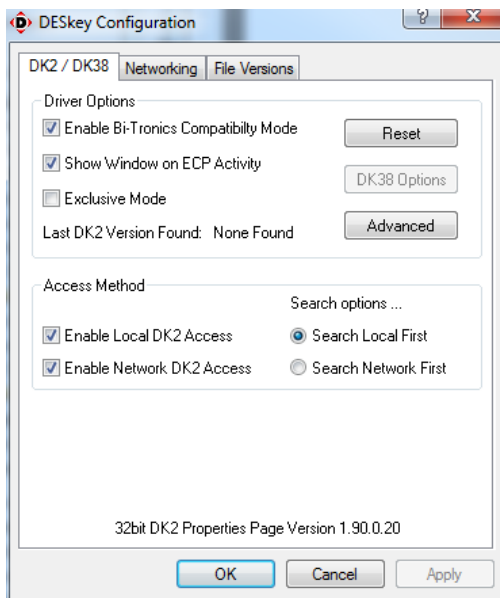 DESkey Configuration
DK2 / DK38
Networking
File Versions
Driver Options
Enable Bi-Tronics Compatibilty Mode
Reset
Show Window on ECP Activity
DK38 Options
Exclusive Mode
Last DK2 Version Found: None Found
Advanced
Access Method
Search options ...
Enable Local DK2 Access
Search Local First
Enable Network DK2 Access
Search Network First
32bit DK2 Properties Page Version 1.90.0.20
OK
Cancel
Apply